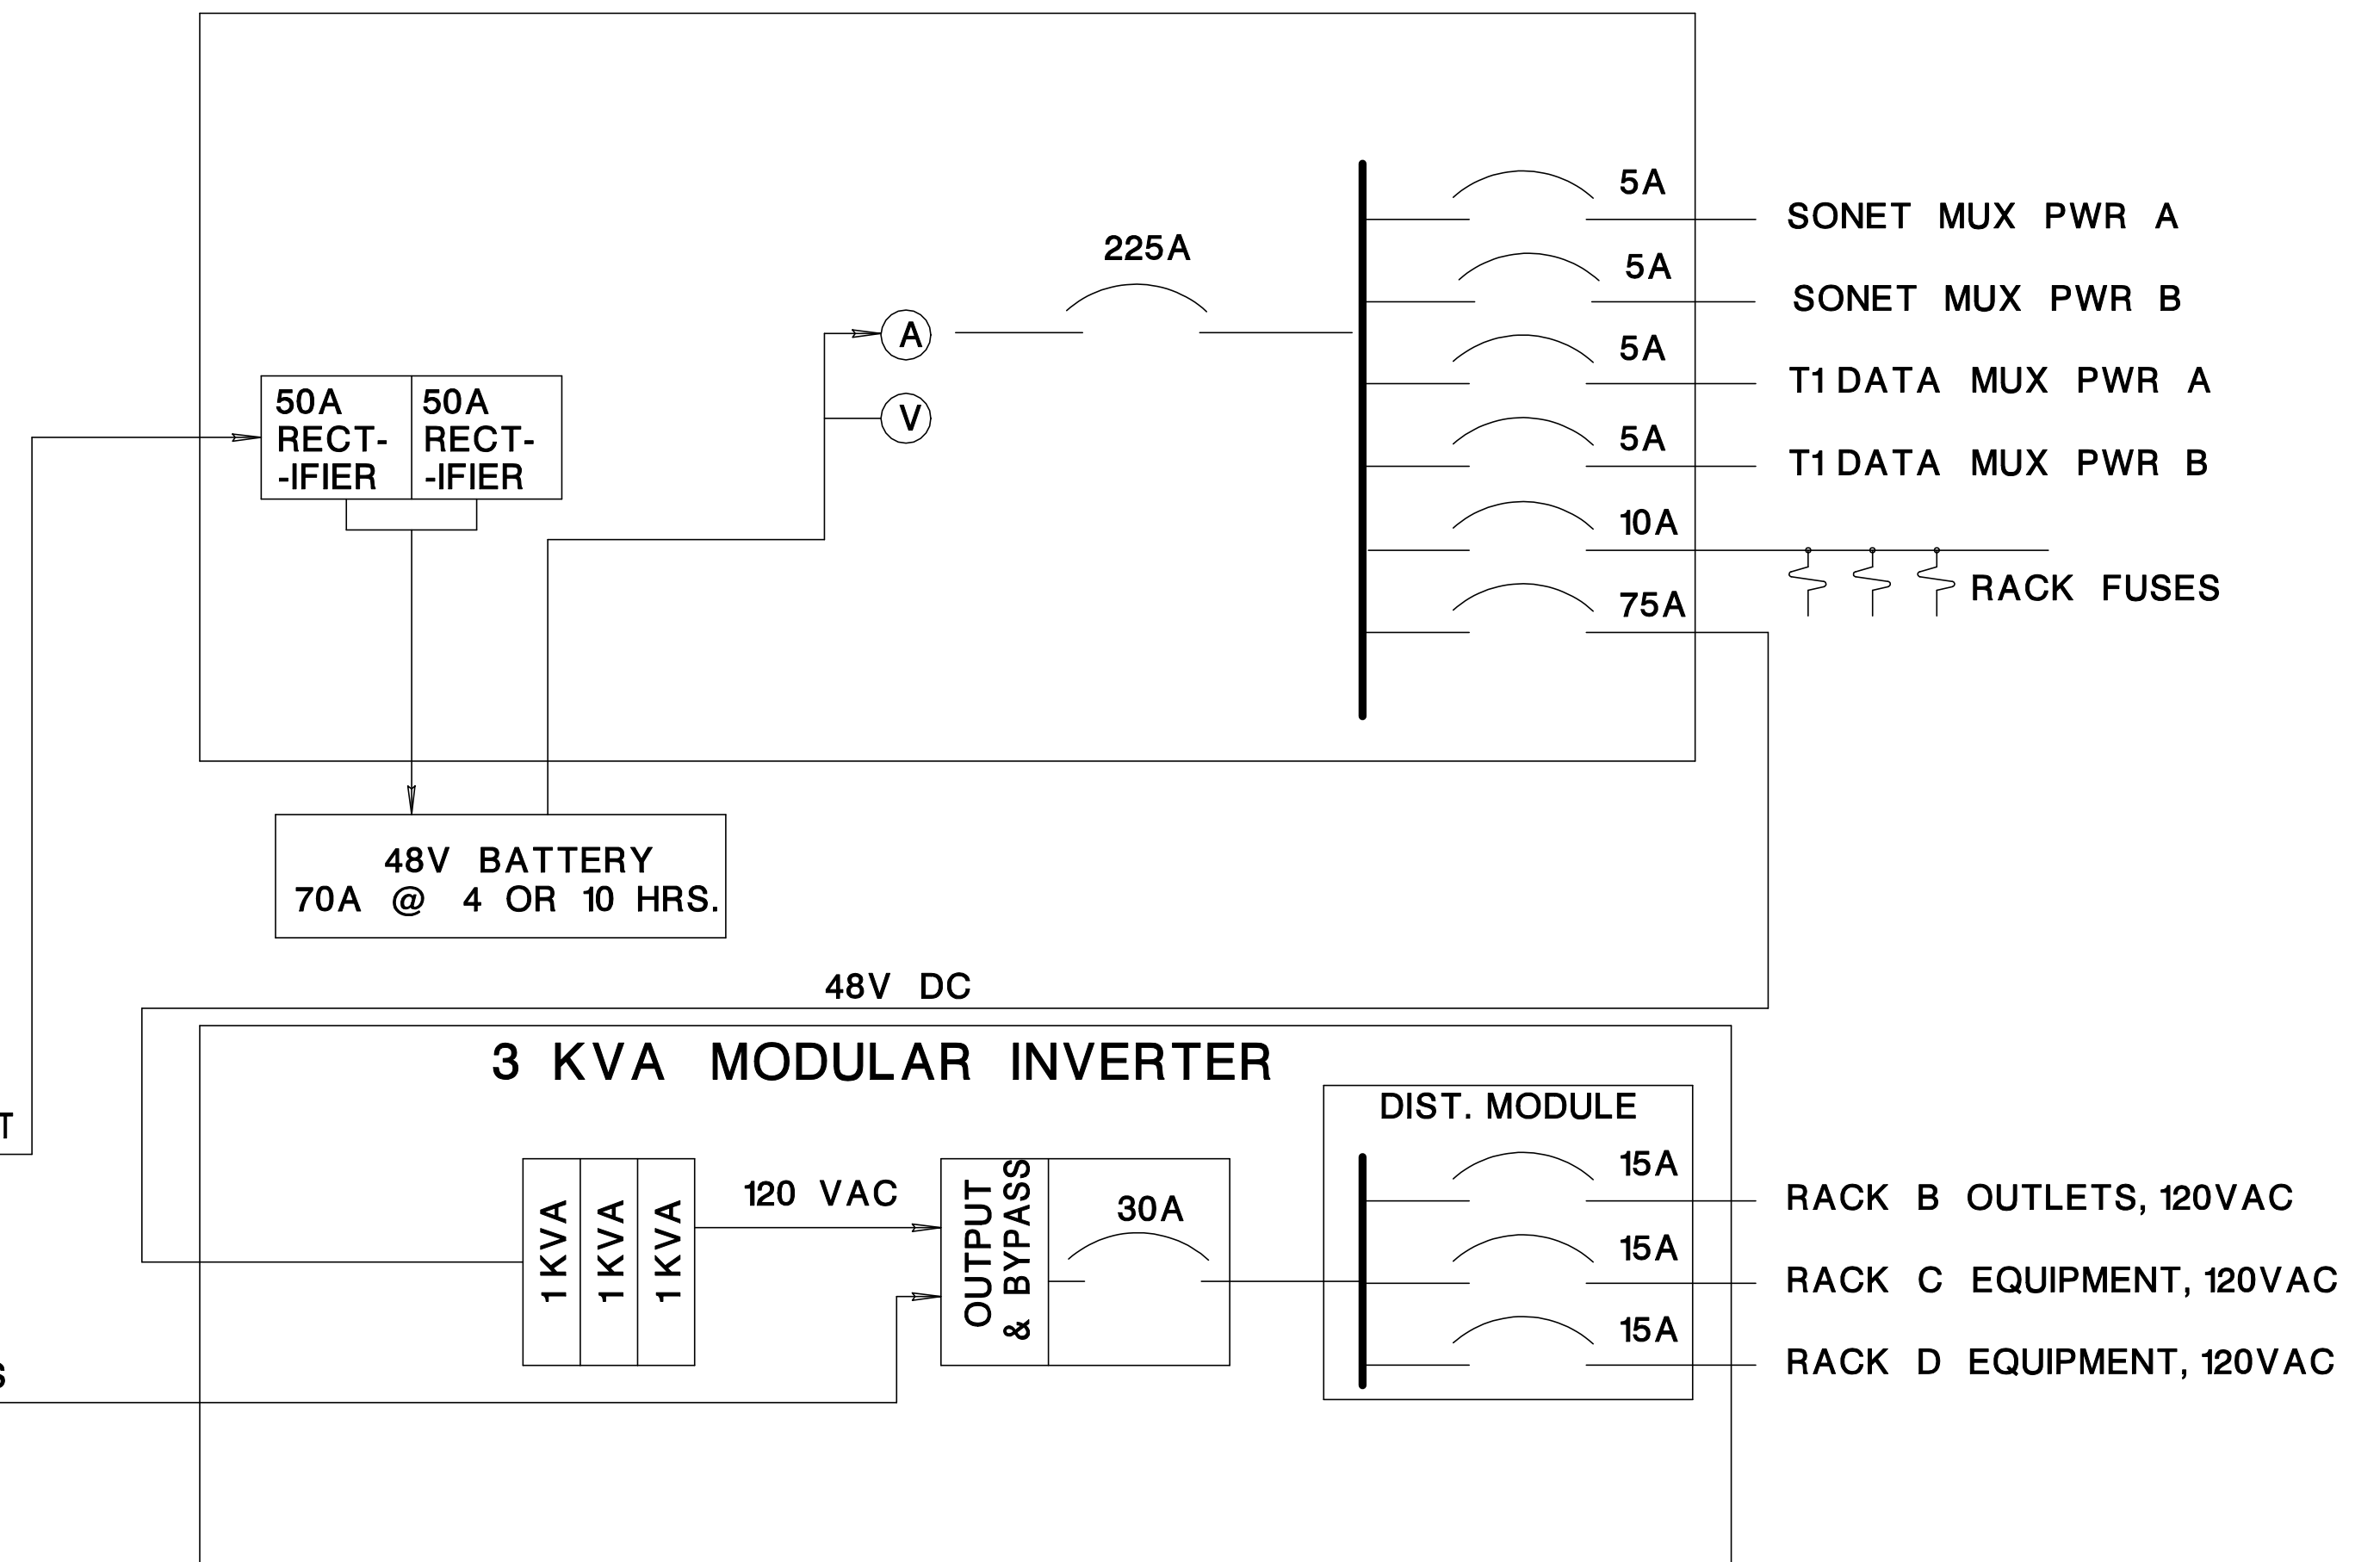 5A
SONET MUX PWR A
225A
5A
SONET MUX PWR B
A
5A
T1 DATA MUX PWR A
50A
RECT-
-IFIER
50A
RECT-
-IFIER
V
5A
T1 DATA MUX PWR B
10A
RACK FUSES
75A
48V BATTERY
70A @ 4 OR 10 HRS.
48V DC
3 KVA MODULAR INVERTER
DIST. MODULE
T
1 KVA
1 KVA
1 KVA
120 VAC
OUTPUT
& BYPASS
30A
15A
RACK B OUTLETS, 120VAC
15A
RACK C EQUIPMENT, 120VAC
15A
RACK D EQUIPMENT, 120VAC
S